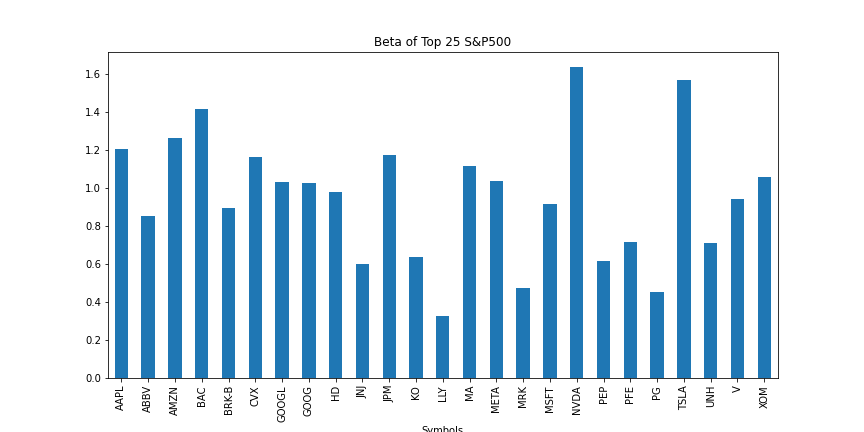 Beta of Top 25 S&P500
1.6
1.4
1.2
1.0
0.8
0.6
0.4
0.2
0.0
AAPL
ABBV
AMZN
BAC
BRK-B
CVX
GOOGL
GOOG
HD
JNJ
JPM
KO
LLY
MA
META
MRK
MSFT
NVDA
PEP
PFE
PG
TSLA
UNH
V
XOM
Symbols